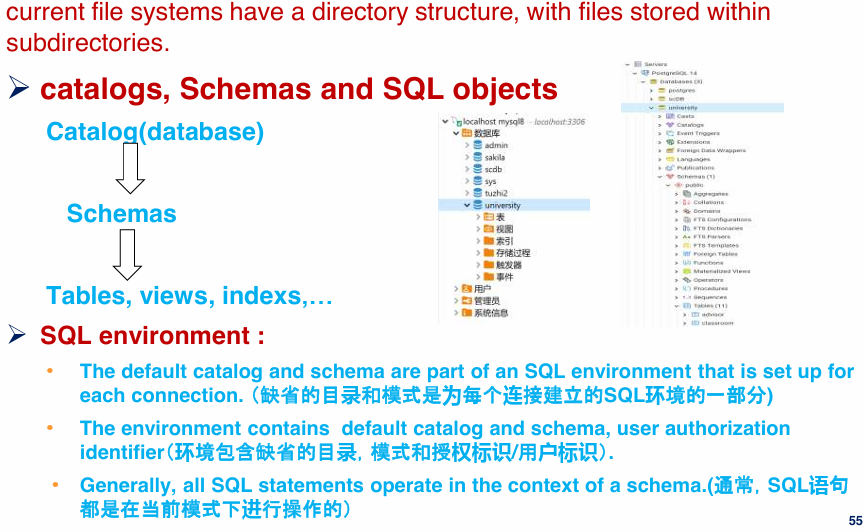 current file systems have a directory structure, with files stored within
subdirectories.
catalogs, Schemas and SQL objects
Catalog(database)
Schemas
Tables, views, indexs,…
localhost mysql8 - localhost:3306
数据库
admin
sakila
scdb
sys
tuzhi2
university
表
视图
索引
存储过程
触发器
事件
用户
管理员
系统信息
Servers
PostgreSQL 14
Databases (3)
postgres
scDB
university
Casts
Catalogs
Event Triggers
Extensions
Foreign Data Wrappers
Languages
Publications
Schemas (1)
public
Aggregates
Collations
Domains
FTS Configurations
FTS Dictionaries
FTS Parsers
FTS Templates
Foreign Tables
Functions
Materialized Views
Operators
Procedures
Sequences
Tables (11)
advisor
classroom
SQL environment :
The default catalog and schema are part of an SQL environment that is set up for
each connection. (缺省的目录和模式是为每个连接建立的SQL环境的一部分)
The environment contains default catalog and schema, user authorization
identifier(环境包含缺省的目录, 模式和授权标识/用户标识).
Generally, all SQL statements operate in the context of a schema.(通常, SQL语句
都是在当前模式下进行操作的)
55